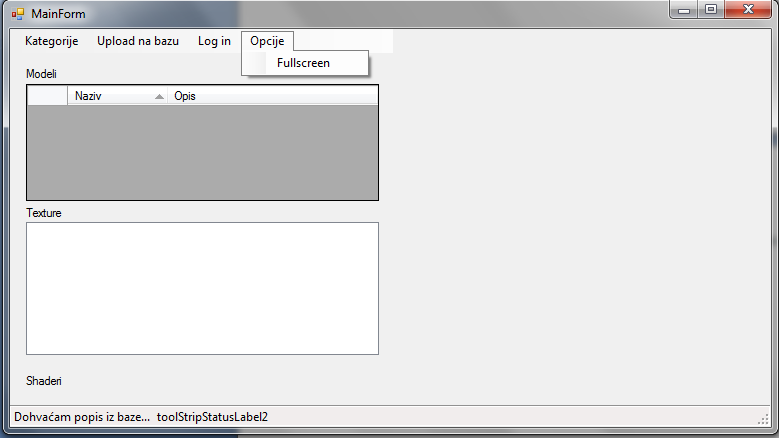 MainForm
Kategorije Upload na bazu Log in Opcije
Fullscreen
Modeli
Naziv Opis
Texture
Shaderi
Dohvaćam popis iz baze... toolStripStatusLabel2